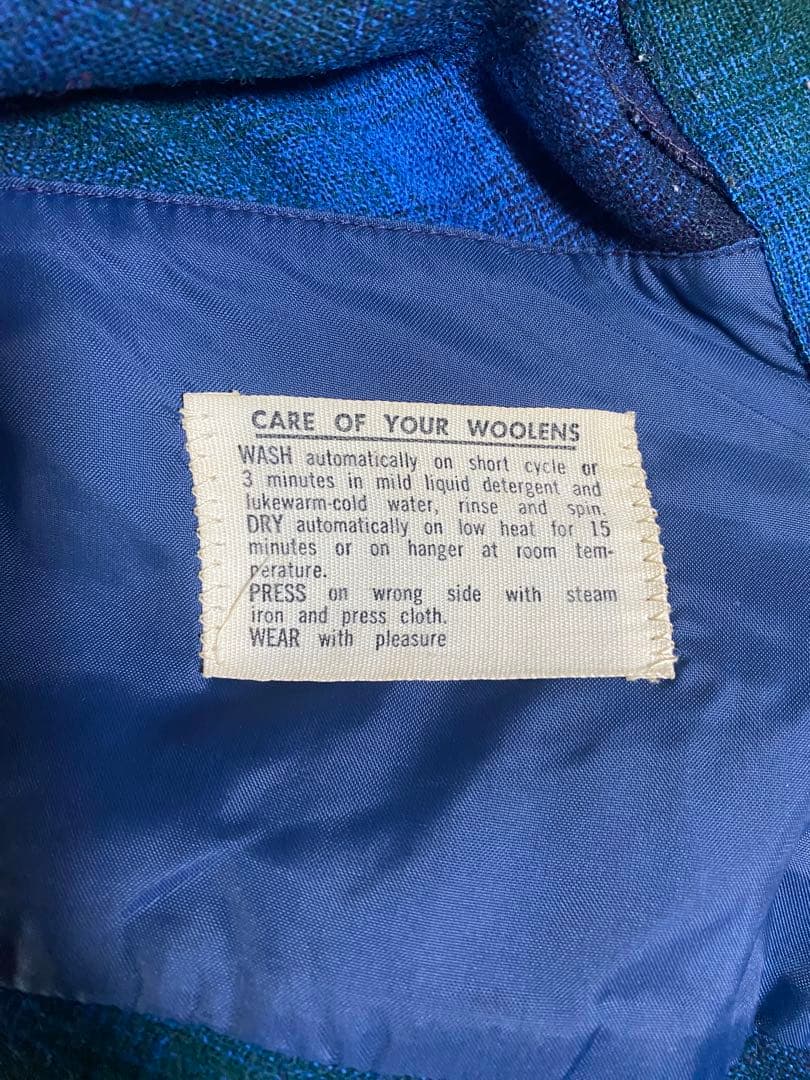 CARE OF YOUR WOOLENS
WASH automatically on short cycle or
3 minutes in mild liquid detergent and
lukewarm-cold water, rinse and spin.
DRY automatically on low heat for 15
minutes or on hanger at room tem-
perature.
PRESS on wrong side with steam
iron and press cloth.
WEAR with pleasure